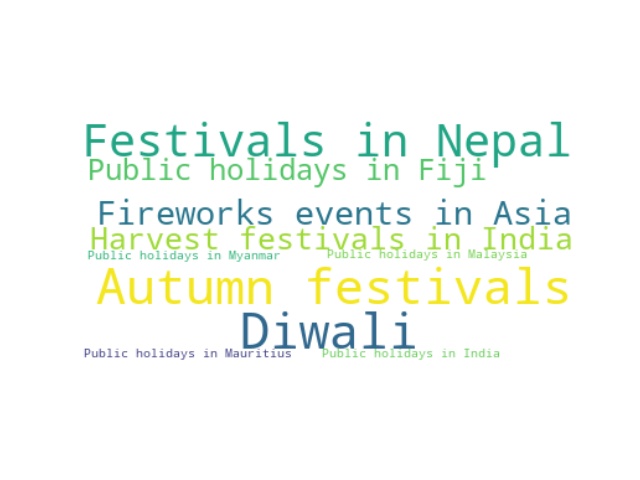 Festivals in Nepal
Public holidays in Fiji
Fireworks events in Asia
Harvest festivals in India
Public holidays in Myanmar
Public holidays in Malaysia
Autumn festivals
Diwali
Public holidays in Mauritius
Public holidays in India